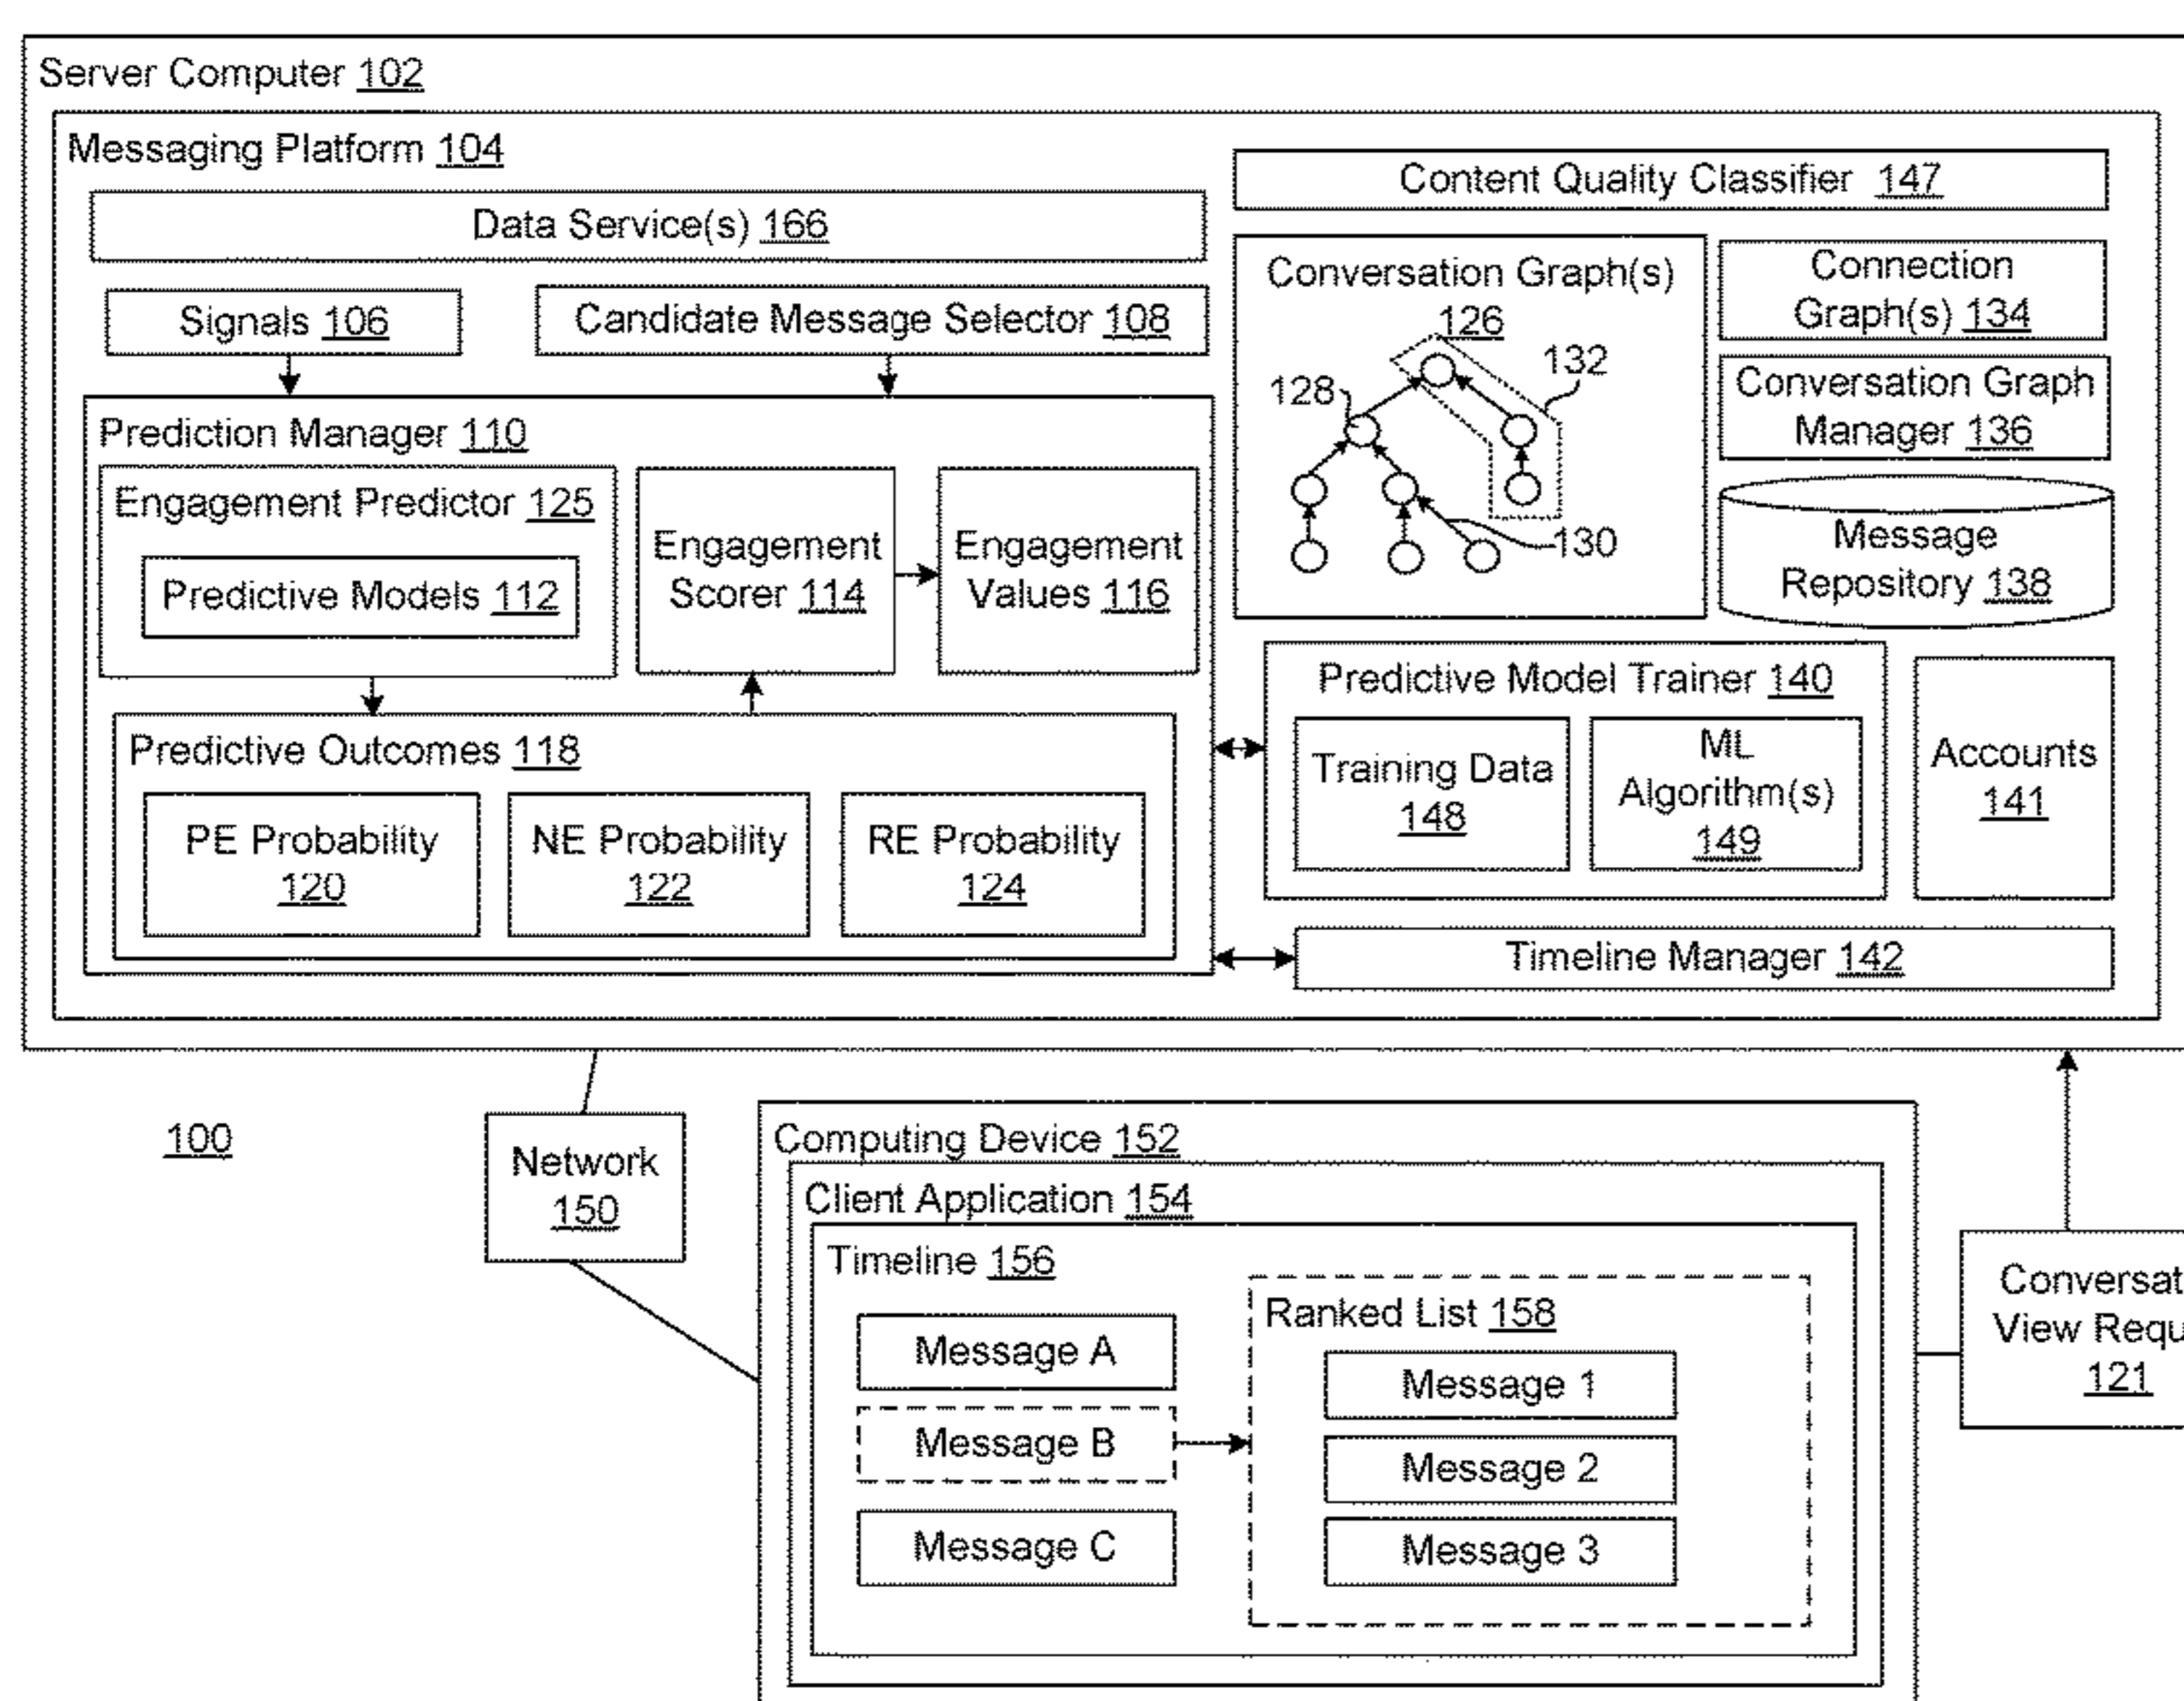 Server Computer 102
Messaging Platform 104
Data Service(s) 166
Signals 106
Candidate Message Selector 108
Prediction Manager 110
Engagement Predictor 125
Predictive Models 112
Engagement
Scorer 114
Engagement
Values 116
Predictive Outcomes 118
PE Probability
120
NE Probability
122
RE Probability
124
Content Quality Classifier 147
Conversation Graph(s)
126
132
128
130
Connection
Graph(s) 134
Conversation Graph
Manager 136
Message
Repository 138
Predictive Model Trainer 140
Training Data
148
ML
Algorithm(s)
149
Accounts
141
Timeline Manager 142
100
Network
150
Computing Device 152
Client Application 154
Timeline 156
Message A
Message B
Message C
Ranked List 158
Message 1
Message 2
Message 3
Conversat
View Requ
121